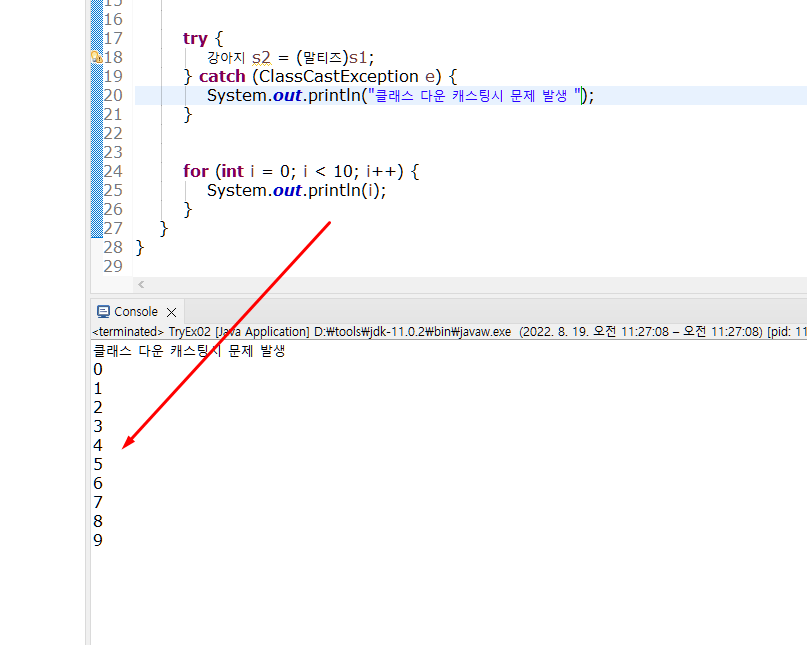 15
16
17 try {
18 강아지 s2 = (말티즈)s1;
19 } catch (ClassCastException e) {
20 System.out.println("클래스 다운 캐스팅시 문제 발생 ");
21 }
22
23
24 for (int i = 0; i < 10; i++) {
25 System.out.println(i);
26 }
27 }
28 }
29
Console
<terminated> TryEx02 [Java Application] D:₩tools₩jdk-11.0.2₩bin₩javaw.exe (2022. 8. 19. 오전 11:27:08 – 오전 11:27:08) [pid: 11
클래스 다운 캐스팅시 문제 발생
0
1
2
3
4
5
6
7
8
9